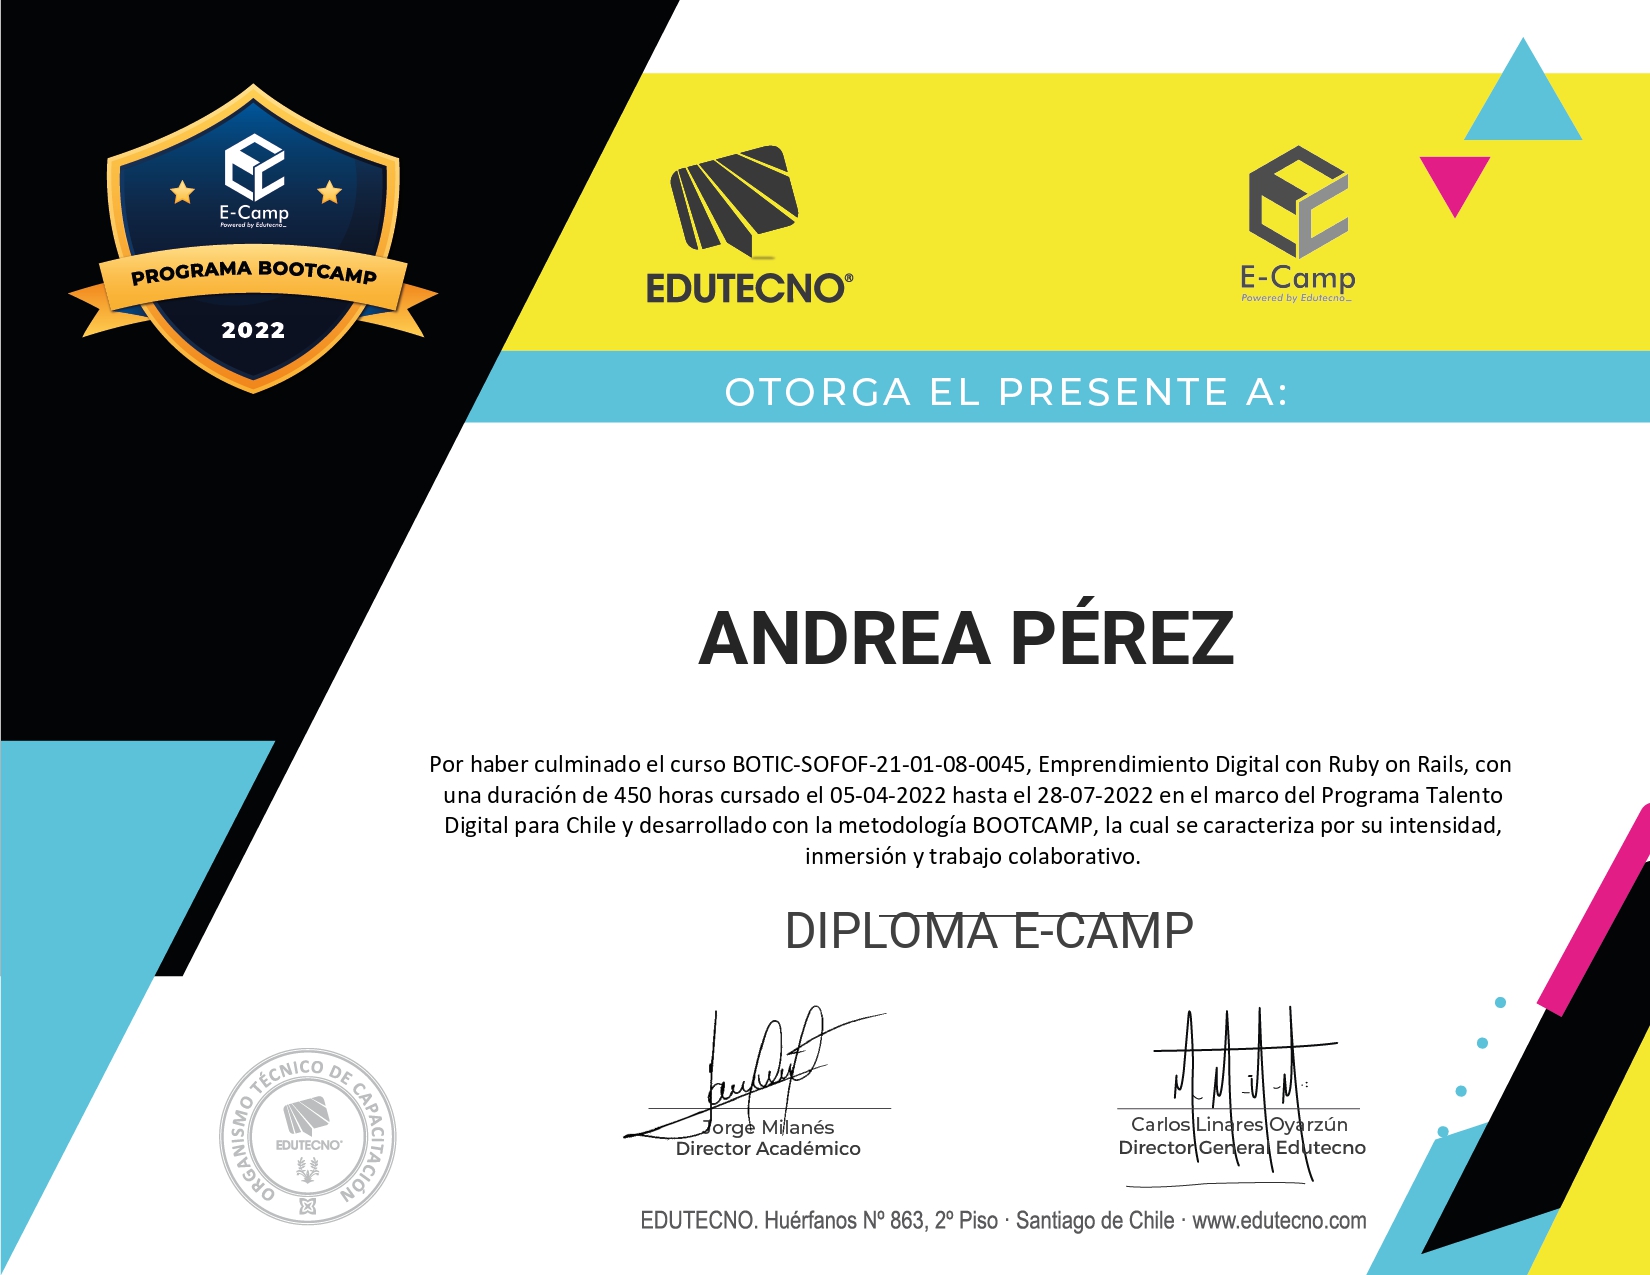 E-Camp
Powered by Edutecno_
PROGRAMA BOOTCAMP
2022
EDUTECNO®
E-Camp
Powered by Edutecno_
OTORGA EL PRESENTE A:
ANDREA PÉREZ
Por haber culminado el curso BOTIC-SOFOF-21-01-08-0045, Emprendimiento Digital con Ruby on Rails, con
una duración de 450 horas cursado el 05-04-2022 hasta el 28-07-2022 en el marco del Programa Talento
Digital para Chile y desarrollado con la metodología BOOTCAMP, la cual se caracteriza por su intensidad,
inmersión y trabajo colaborativo.
DIPLOMA E-CAMP
Jorge Milanés
Director Académico
Carlos Linares Oyarzún
Director General Edutecno
ORGANISMO TÉCNICO DE CAPACITACIÓN
EDUTECNO®
EDUTECNO. Huérfanos Nº 863, 2º Piso · Santiago de Chile · www.edutecno.com